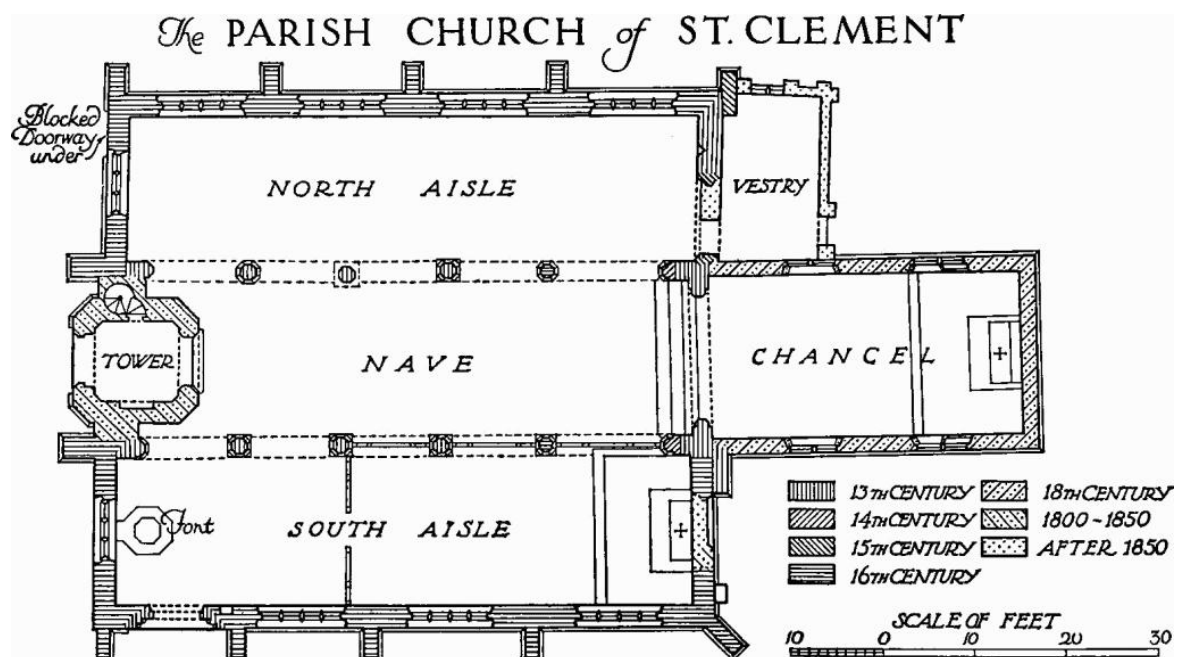 The PARISH CHURCH of ST. CLEMENT
Blocked
Doorway
under
NORTH AISLE
VESTRY
TOWER
NAVE
CHANCEL
Font
SOUTH AISLE
13TH CENTURY
14TH CENTURY
15TH CENTURY
16TH CENTURY
18TH CENTURY
1800-1850
AFTER 1850
SCALE OF FEET
10 0 10 20 30